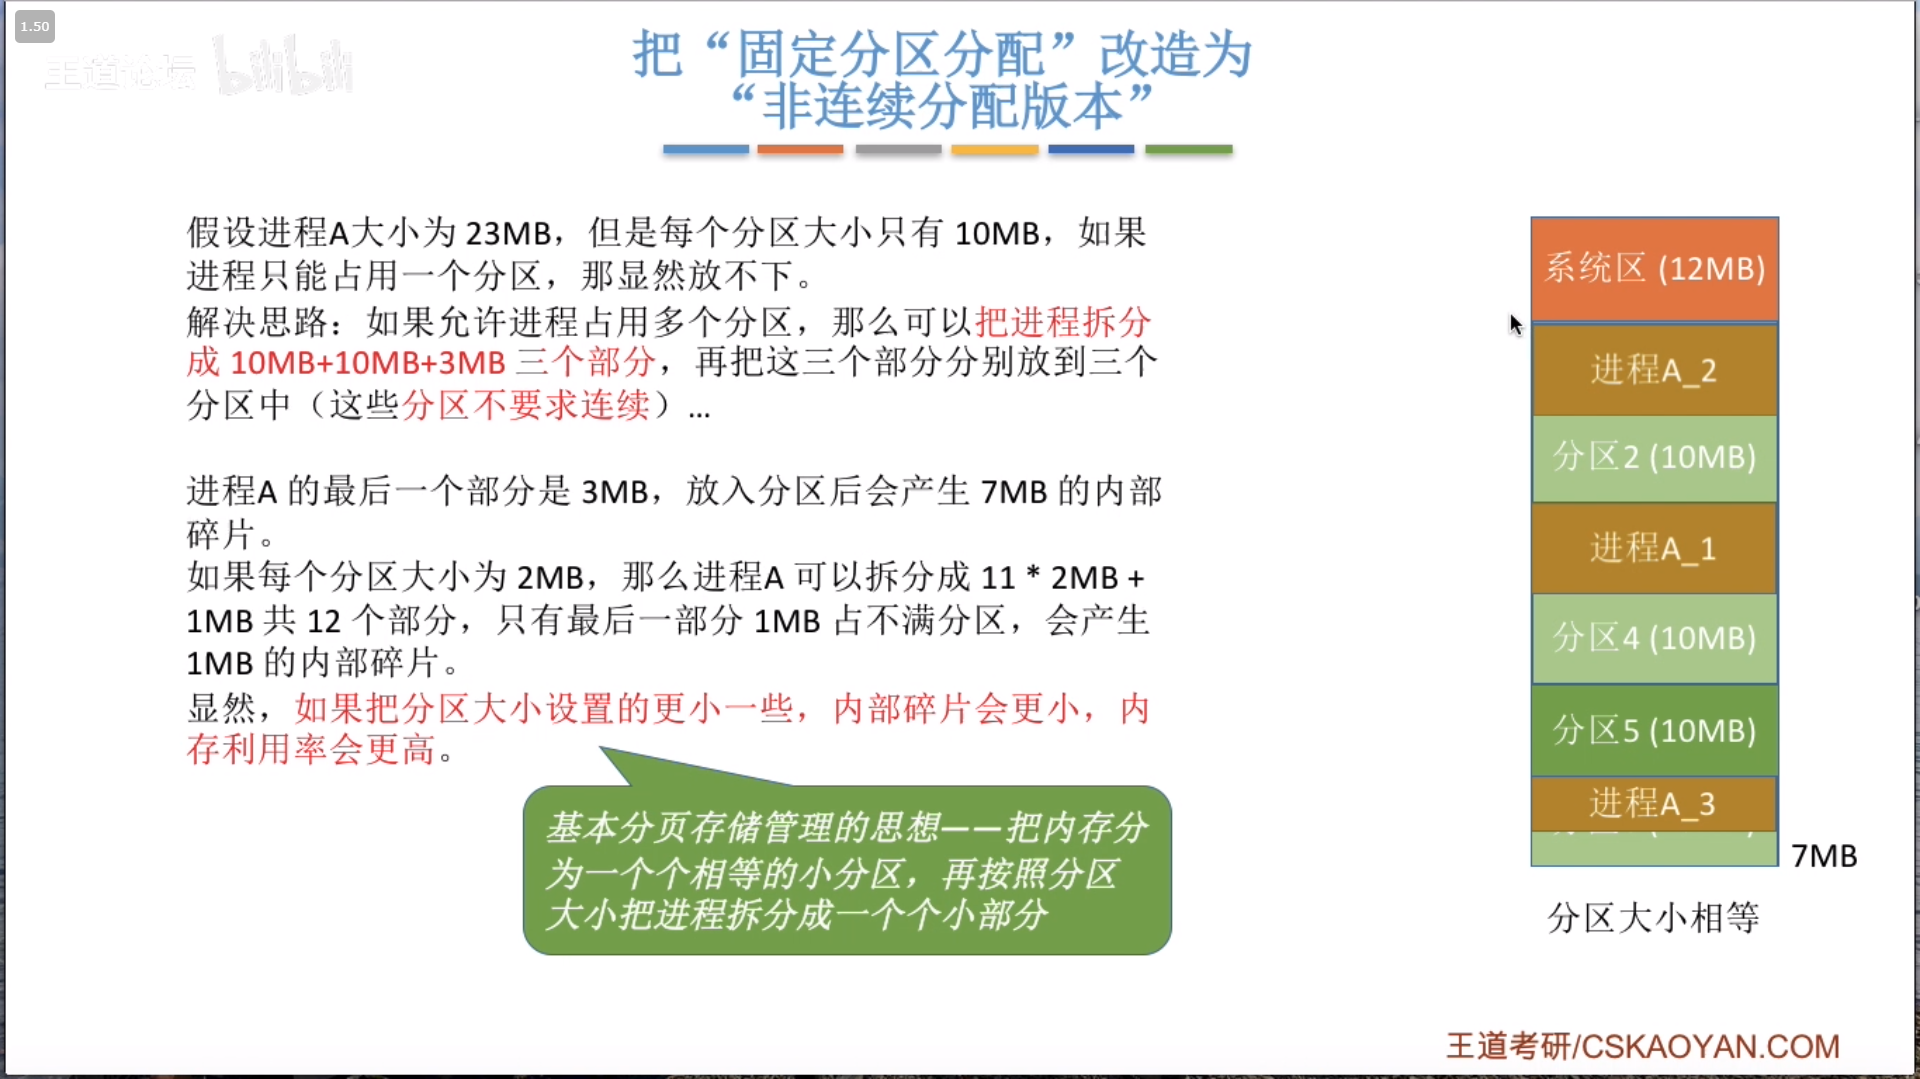 1.50
王道论坛 bilibili
把“固定分区分配”改造为
“非连续分配版本”
假设进程A大小为 23MB，但是每个分区大小只有 10MB，如果
进程只能占用一个分区，那显然放不下。
解决思路：如果允许进程占用多个分区，那么可以把进程拆分
成 10MB+10MB+3MB 三个部分，再把这三个部分分别放到三个
分区中（这些分区不要求连续）...
进程A 的最后一个部分是 3MB，放入分区后会产生 7MB 的内部
碎片。
如果每个分区大小为 2MB，那么进程A 可以拆分成 11 * 2MB +
1MB 共 12 个部分，只有最后一部分 1MB 占不满分区，会产生
1MB 的内部碎片。
显然，如果把分区大小设置的更小一些，内部碎片会更小，内
存利用率会更高。
基本分页存储管理的思想——把内存分
为一个个相等的小分区，再按照分区
大小把进程拆分成一个个小部分
系统区 (12MB)
进程A_2
分区2 (10MB)
进程A_1
分区4 (10MB)
分区5 (10MB)
进程A_3
7MB
分区大小相等
王道考研/CSKAOYAN.COM